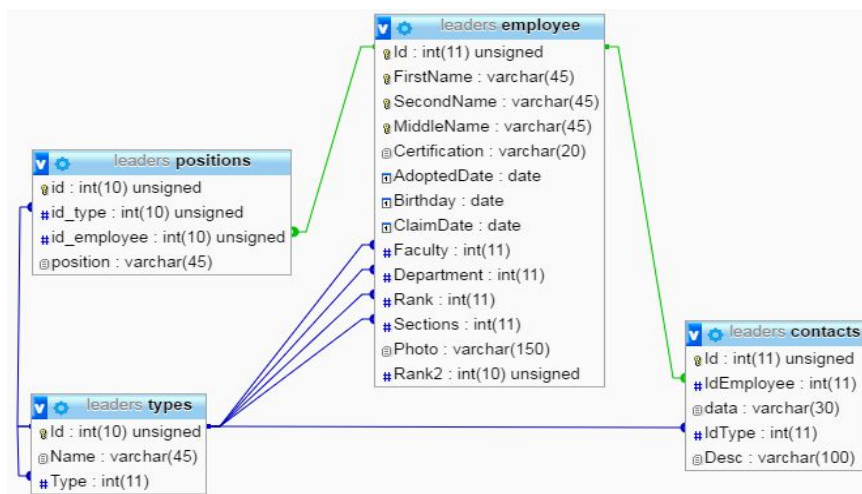 leaders employee
Id : int(11) unsigned
FirstName : varchar(45)
SecondName : varchar(45)
MiddleName : varchar(45)
Certification : varchar(20)
AdoptedDate : date
Birthday : date
ClaimDate : date
# Faculty : int(11)
# Department : int(11)
# Rank : int(11)
# Sections : int(11)
Photo : varchar(150)
# Rank2 : int(10) unsigned
leaders positions
id : int(10) unsigned
# id_type : int(10) unsigned
# id_employee : int(10) unsigned
position : varchar(45)
leaders types
Id : int(10) unsigned
Name : varchar(45)
# Type : int(11)
leaders contacts
Id : int(11) unsigned
# IdEmployee : int(11)
data : varchar(30)
# IdType : int(11)
Desc : varchar(100)